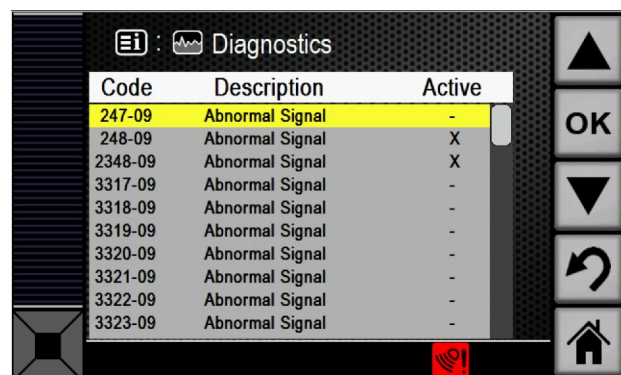 : Diagnostics
Code Description Active
247-09 Abnormal Signal -
248-09 Abnormal Signal X
2348-09 Abnormal Signal X
3317-09 Abnormal Signal -
3318-09 Abnormal Signal -
3319-09 Abnormal Signal -
3320-09 Abnormal Signal -
3321-09 Abnormal Signal -
3322-09 Abnormal Signal -
3323-09 Abnormal Signal -
OK